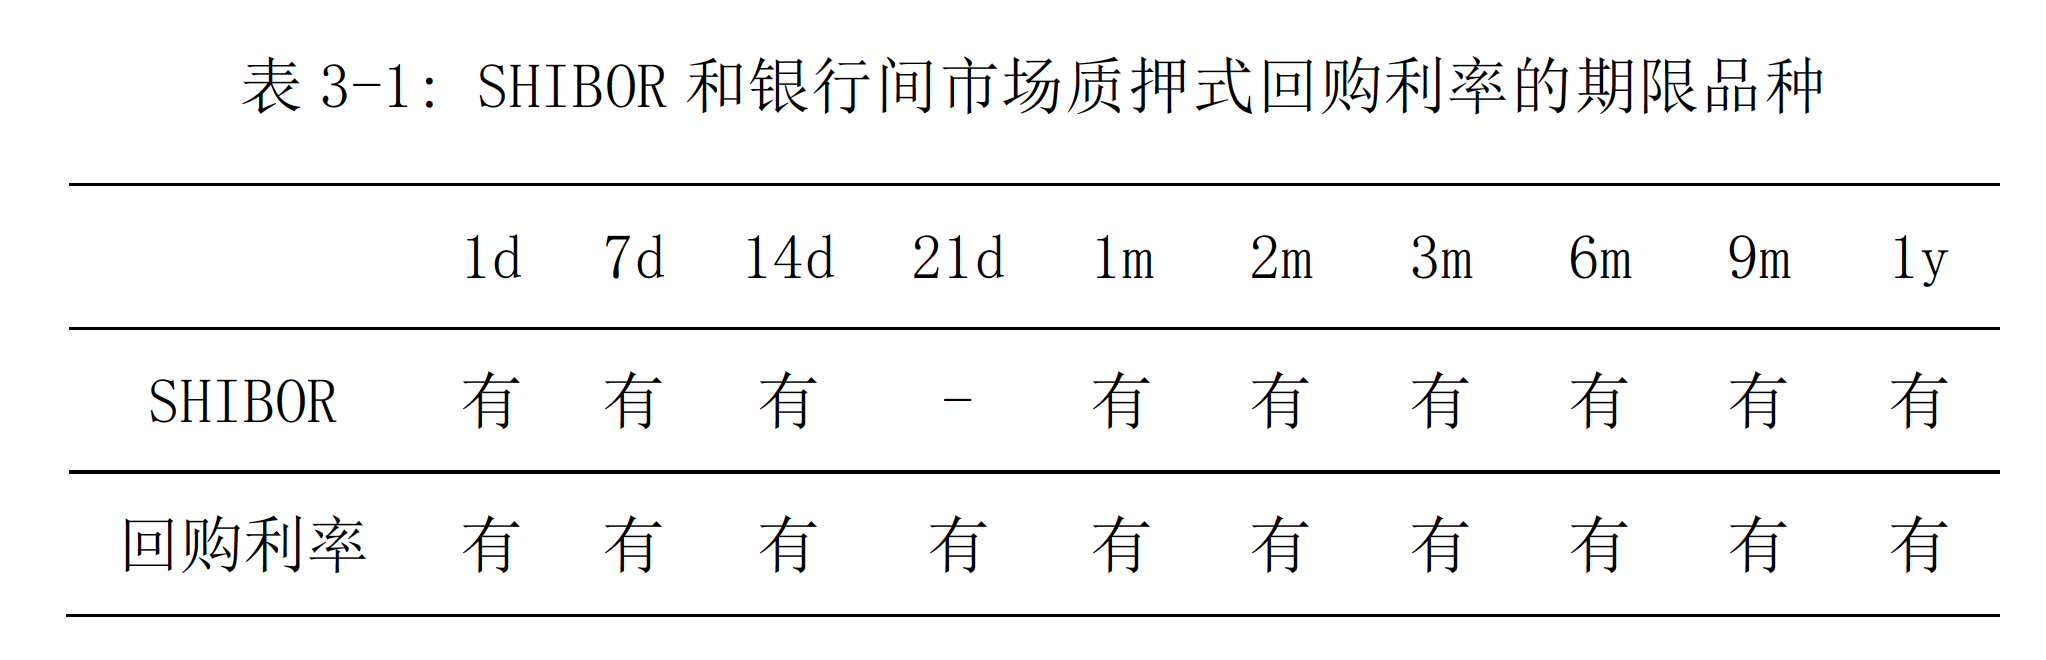 表 3-1: SHIBOR 和银行间市场质押式回购利率的期限品种
1d 7d 14d 21d 1m 2m 3m 6m 9m 1y
SHIBOR 有 有 有 - 有 有 有 有 有 有
回购利率 有 有 有 有 有 有 有 有 有 有